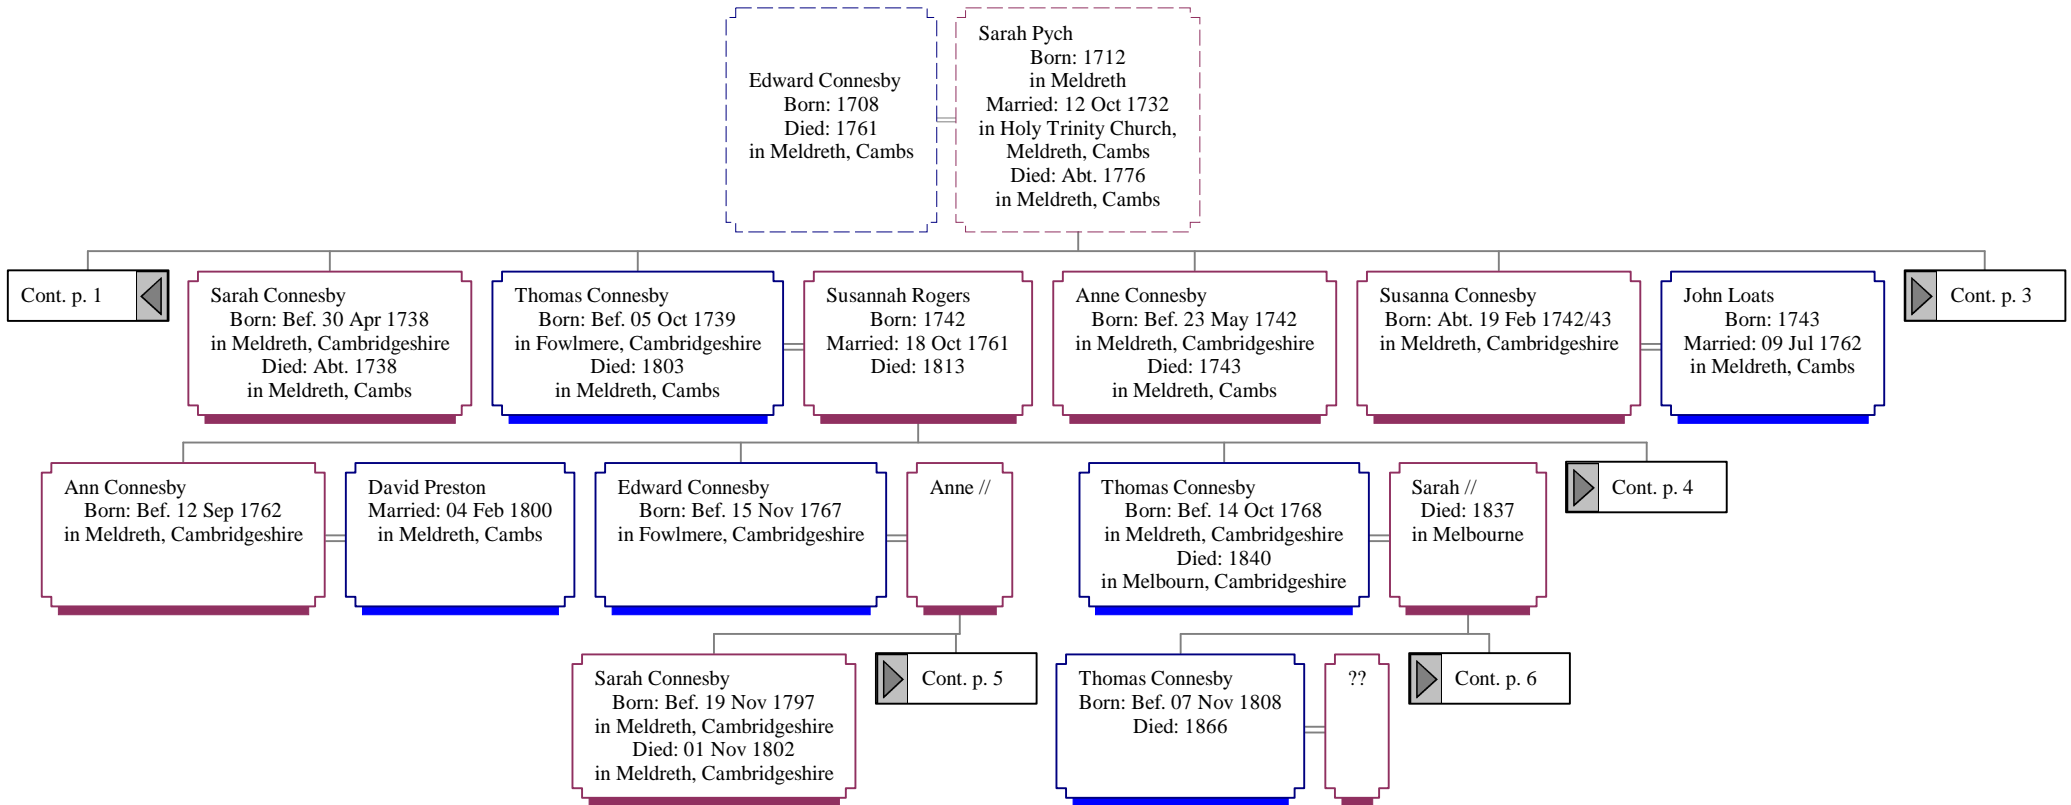 Edward Connesby
Born: 1708
Died: 1761
in Meldreth, Cambs
Sarah Pych
Born: 1712
in Meldreth
Married: 12 Oct 1732
in Holy Trinity Church,
Meldreth, Cambs
Died: Abt. 1776
in Meldreth, Cambs
Cont. p. 1
Sarah Connesby
Born: Bef. 30 Apr 1738
in Meldreth, Cambridgeshire
Died: Abt. 1738
in Meldreth, Cambs
Thomas Connesby
Born: Bef. 05 Oct 1739
in Fowlmere, Cambridgeshire
Died: 1803
in Meldreth, Cambs
Susannah Rogers
Born: 1742
Married: 18 Oct 1761
Died: 1813
Anne Connesby
Born: Bef. 23 May 1742
in Meldreth, Cambridgeshire
Died: 1743
in Meldreth, Cambs
Susanna Connesby
Born: Abt. 19 Feb 1742/43
in Meldreth, Cambridgeshire
John Loats
Born: 1743
Married: 09 Jul 1762
in Meldreth, Cambs
Cont. p. 3
Ann Connesby
Born: Bef. 12 Sep 1762
in Meldreth, Cambridgeshire
David Preston
Married: 04 Feb 1800
in Meldreth, Cambs
Edward Connesby
Born: Bef. 15 Nov 1767
in Fowlmere, Cambridgeshire
Anne //
Thomas Connesby
Born: Bef. 14 Oct 1768
in Meldreth, Cambridgeshire
Died: 1840
in Melbourn, Cambridgeshire
Sarah //
Died: 1837
in Melbourne
Cont. p. 4
Sarah Connesby
Born: Bef. 19 Nov 1797
in Meldreth, Cambridgeshire
Died: 01 Nov 1802
in Meldreth, Cambridgeshire
Cont. p. 5
Thomas Connesby
Born: Bef. 07 Nov 1808
Died: 1866
??
Cont. p. 6